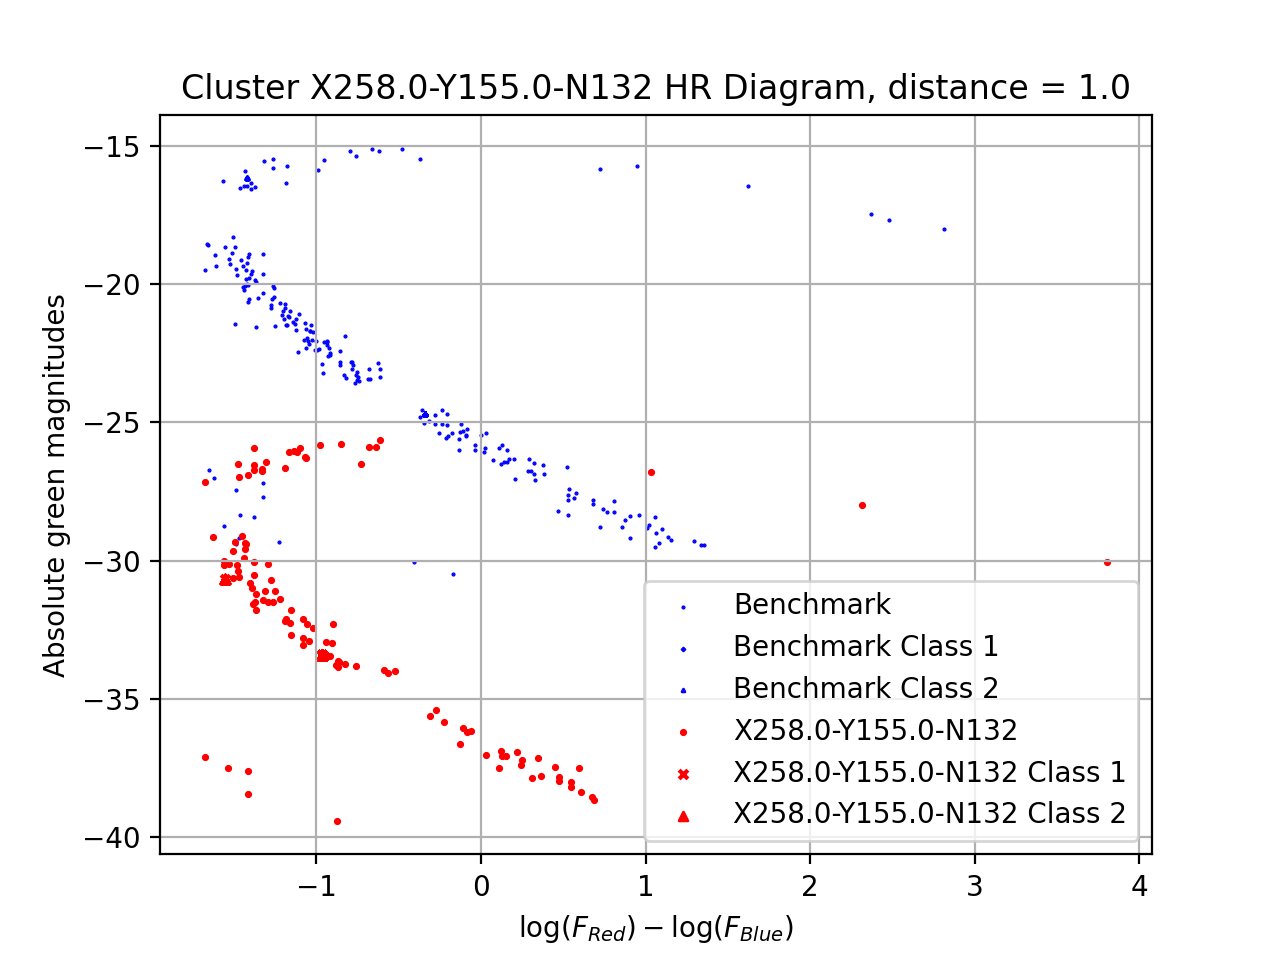 Cluster X258.0-Y155.0-N132 HR Diagram, distance = 1.0
Absolute green magnitudes
−15
−20
−25
−30
−35
−40
Benchmark
Benchmark Class 1
Benchmark Class 2
X258.0-Y155.0-N132
X258.0-Y155.0-N132 Class 1
X258.0-Y155.0-N132 Class 2
−1 0 1 2 3 4
log(F_Red) − log(F_Blue)